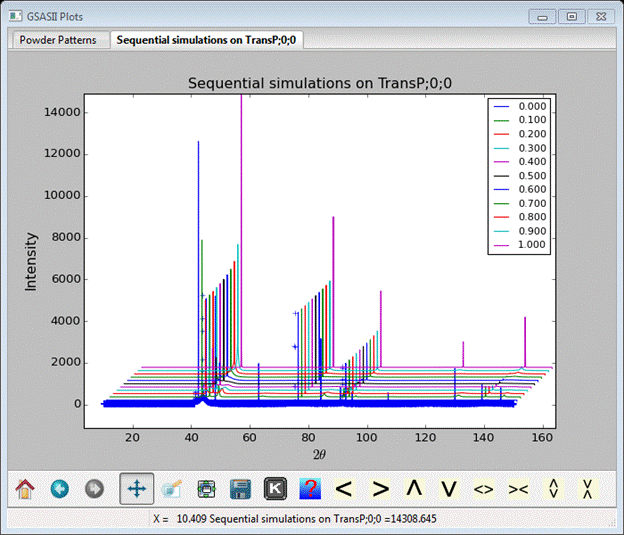 GSASII Plots
Powder Patterns Sequential simulations on TransP;0;0
Sequential simulations on TransP;0;0
14000
12000
10000
8000
6000
4000
2000
0
Intensity
0.000
0.100
0.200
0.300
0.400
0.500
0.600
0.700
0.800
0.900
1.000
20 40 60 80 100 120 140 160
2θ
K ? < > Λ V <> >< 
X = 10.409 Sequential simulations on TransP;0;0 =14308.645